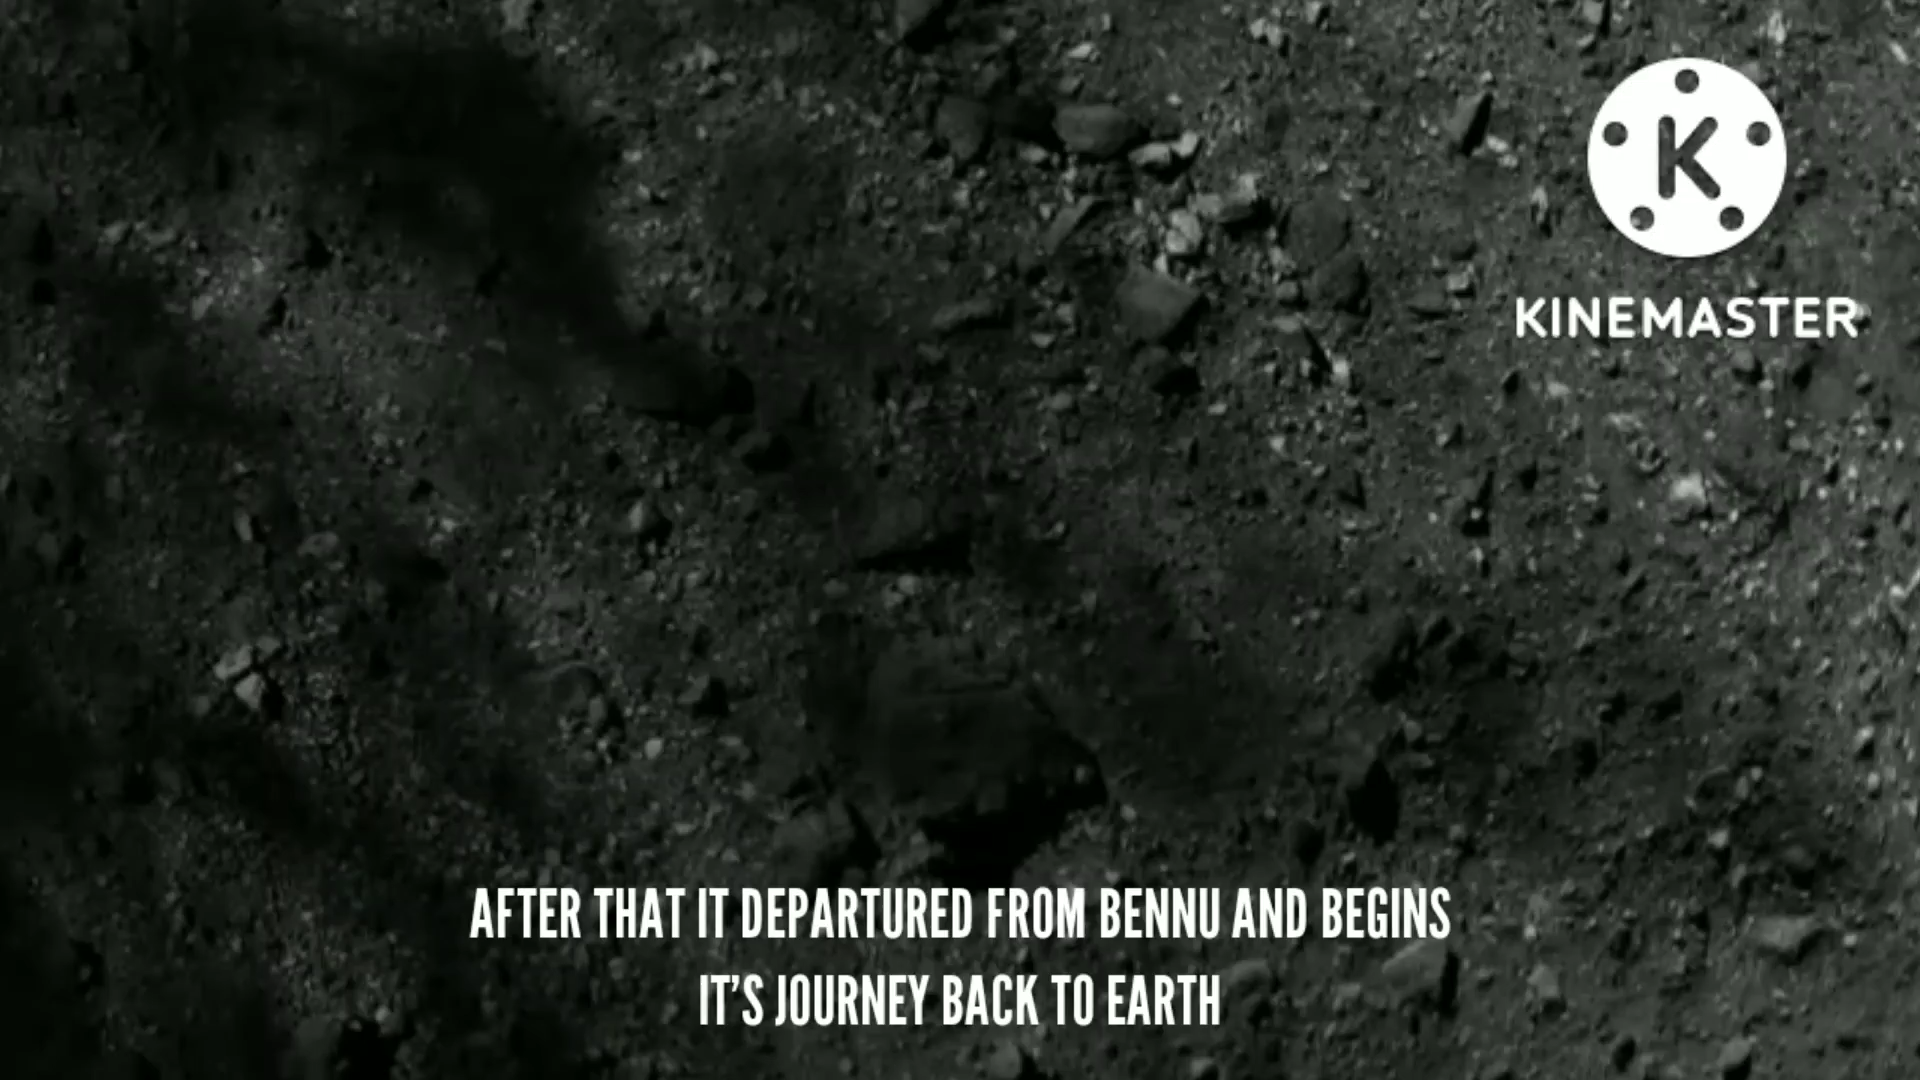 K
KINEMASTER
AFTER THAT IT DEPARTURED FROM BENNU AND BEGINS
IT'S JOURNEY BACK TO EARTH